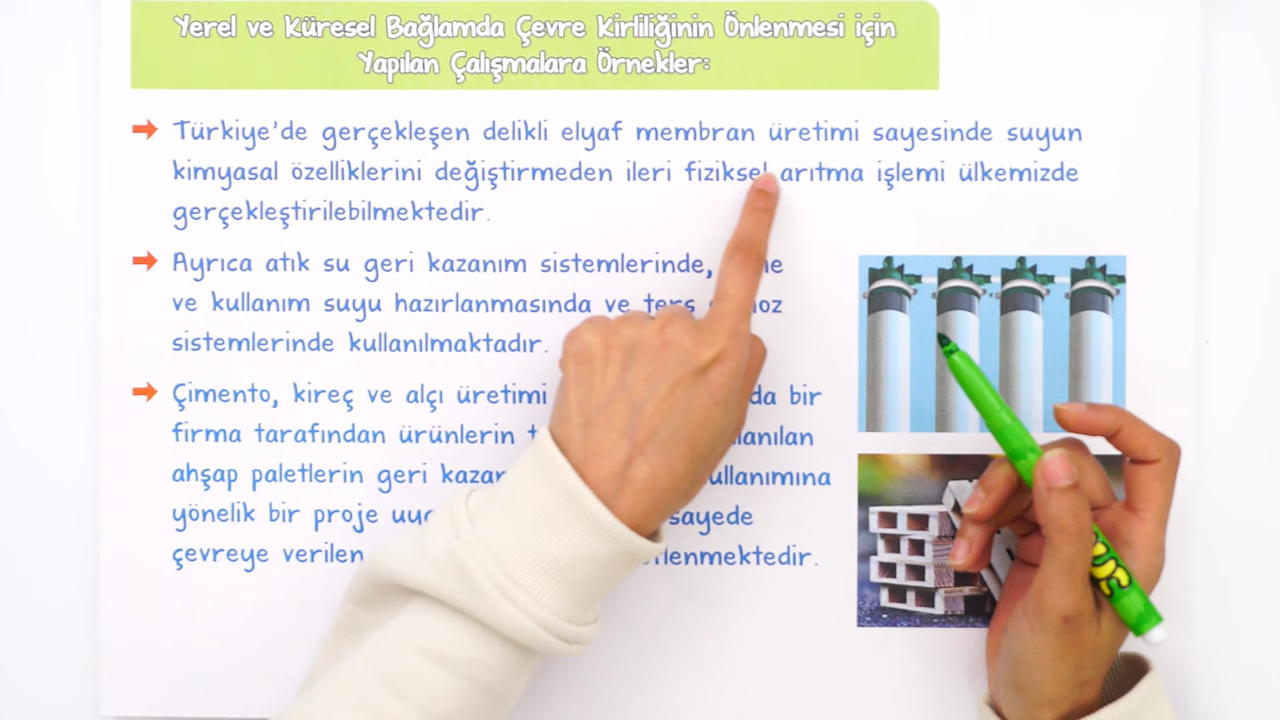 Yerel ve Küresel Bağlamda Çevre Kirliliğinin Önlenmesi için
Yapılan Çalışmalara Örnekler:
Türkiye'de gerçekleşen delikli elyaf membran üretimi sayesinde suyun
kimyasal özelliklerini değiştirmeden ileri fiziksel arıtma işlemi ülkemizde
gerçekleştirilebilmektedir.
Ayrıca atık su geri kazanım sistemlerinde,
ve kullanım suyu hazırlanmasında ve ters
sistemlerinde kullanılmaktadır.
Çimento, kireç ve alçı üretimi bir
firma tarafından ürünlerin
ahşap paletlerin geri
yönelik bir proje sayede
çevreye verilen